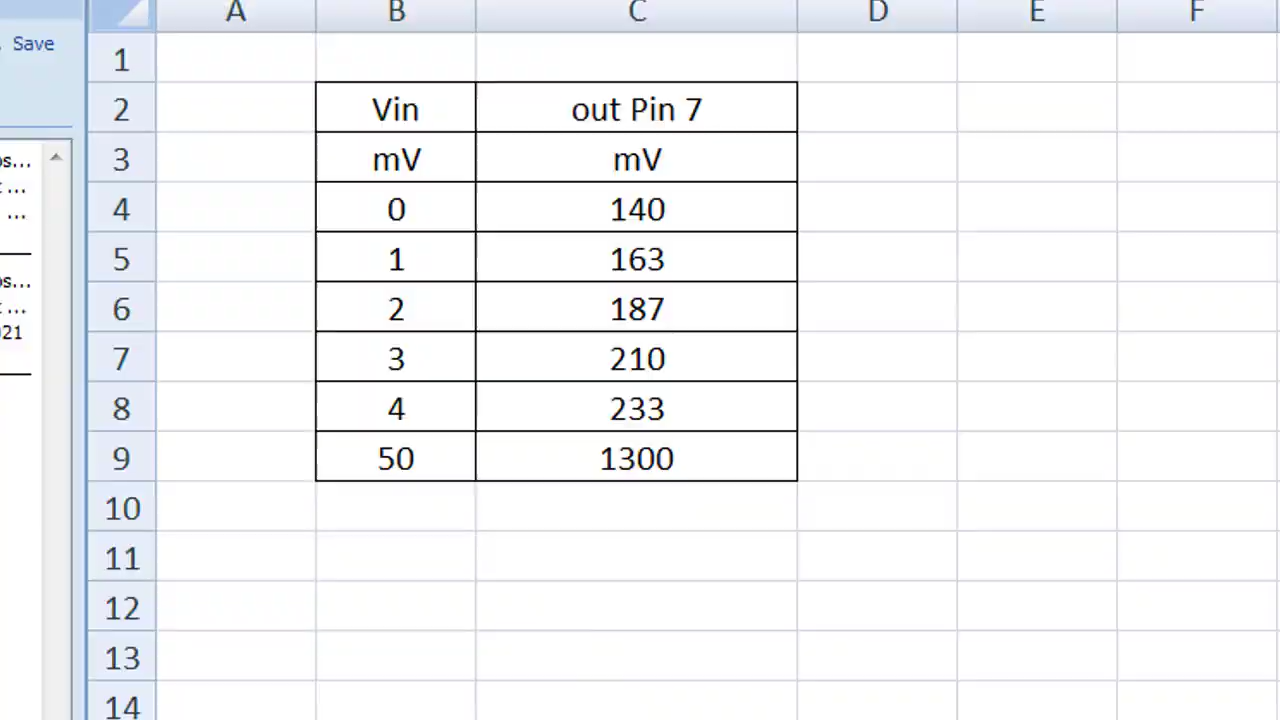 Save
A B C D E F
1
2 Vin out Pin 7
3 mV mV
4 0 140
5 1 163
6 2 187
7 3 210
8 4 233
9 50 1300
10
11
12
13
14